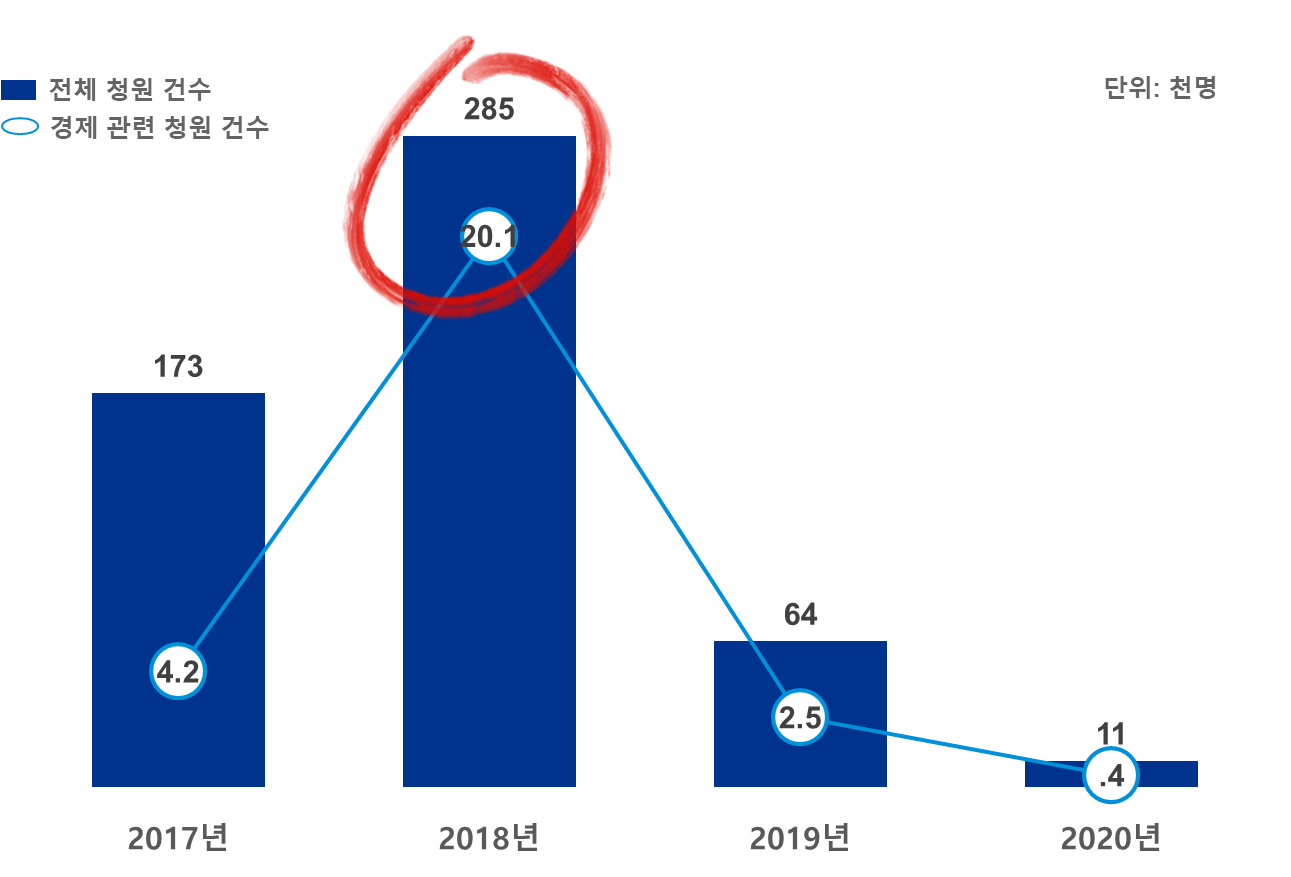 전체 청원 건수
경제 관련 청원 건수
단위: 천명
285
20.1
173
4.2
64
2.5
11
.4
2017년
2018년
2019년
2020년